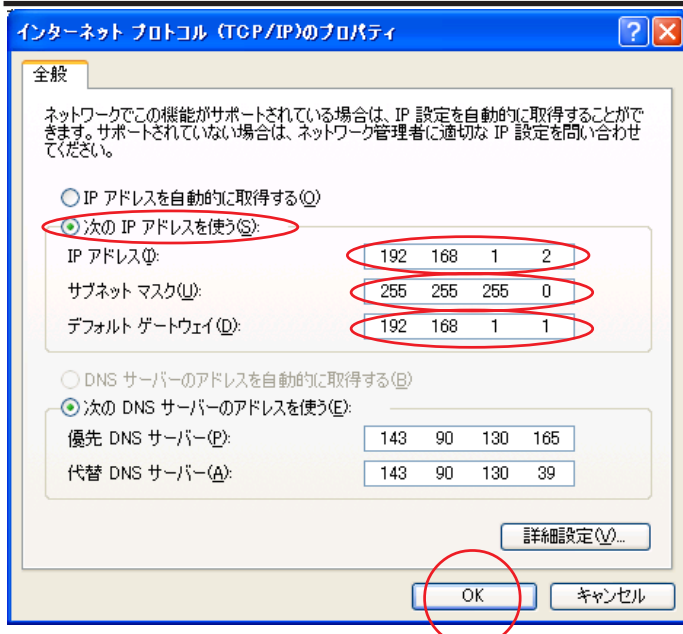 インターネット プロトコル (TCP/IP)のプロパティ
全般
ネットワークでこの機能がサポートされている場合は、IP 設定を自動的に取得することがで
きます。サポートされていない場合は、ネットワーク管理者に適切な IP 設定を問い合わせ
てください。
IP アドレスを自動的に取得する(O)
次の IP アドレスを使う(S):
IP アドレス(I): 192 168 1 2
サブネット マスク(U): 255 255 255 0
デフォルト ゲートウェイ(D): 192 168 1 1
DNS サーバーのアドレスを自動的に取得する(B)
次の DNS サーバーのアドレスを使う(E):
優先 DNS サーバー(P): 143 90 130 165
代替 DNS サーバー(A): 143 90 130 39
詳細設定(V)...
OK キャンセル